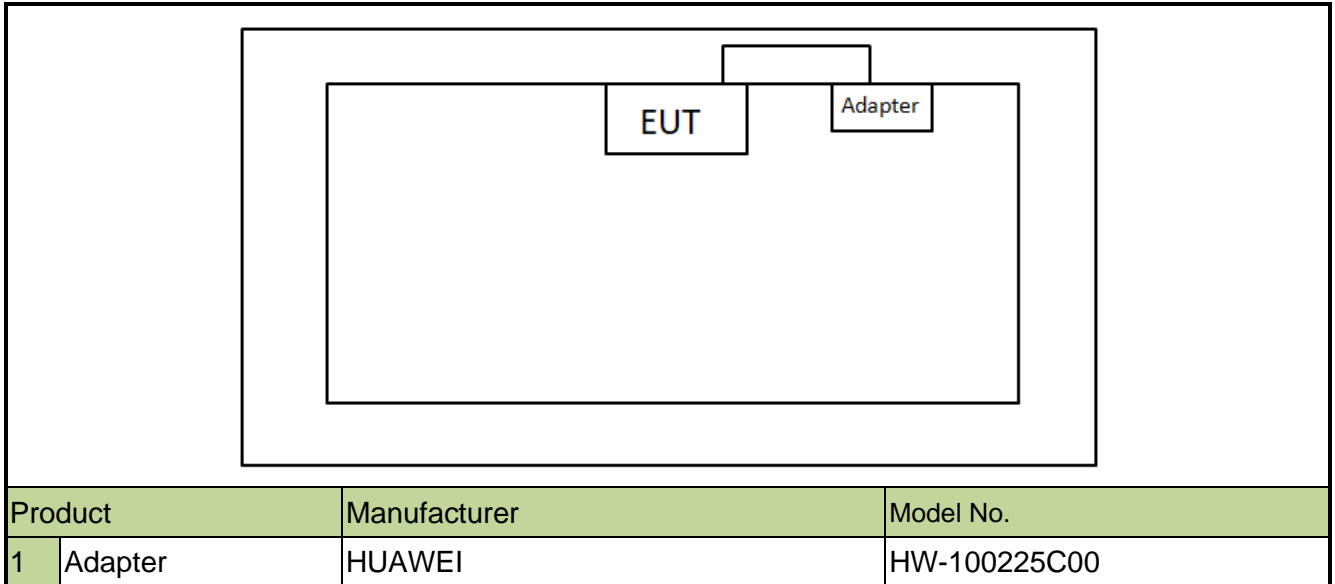 EUT
Adapter
Product Manufacturer Model No.
1 Adapter HUAWEI HW-100225C00